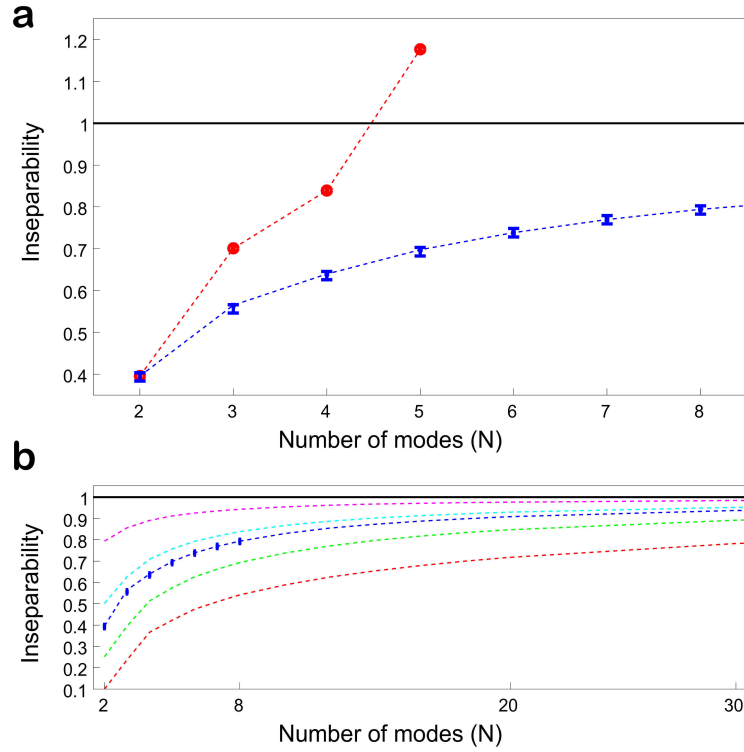 a
Inseparability
1.2
1.1
1
0.9
0.8
0.7
0.6
0.5
0.4
2 3 4 5 6 7 8
Number of modes (N)
b
Inseparability
1
0.9
0.8
0.7
0.6
0.5
0.4
0.3
0.2
0.1
2 8 20 30
Number of modes (N)